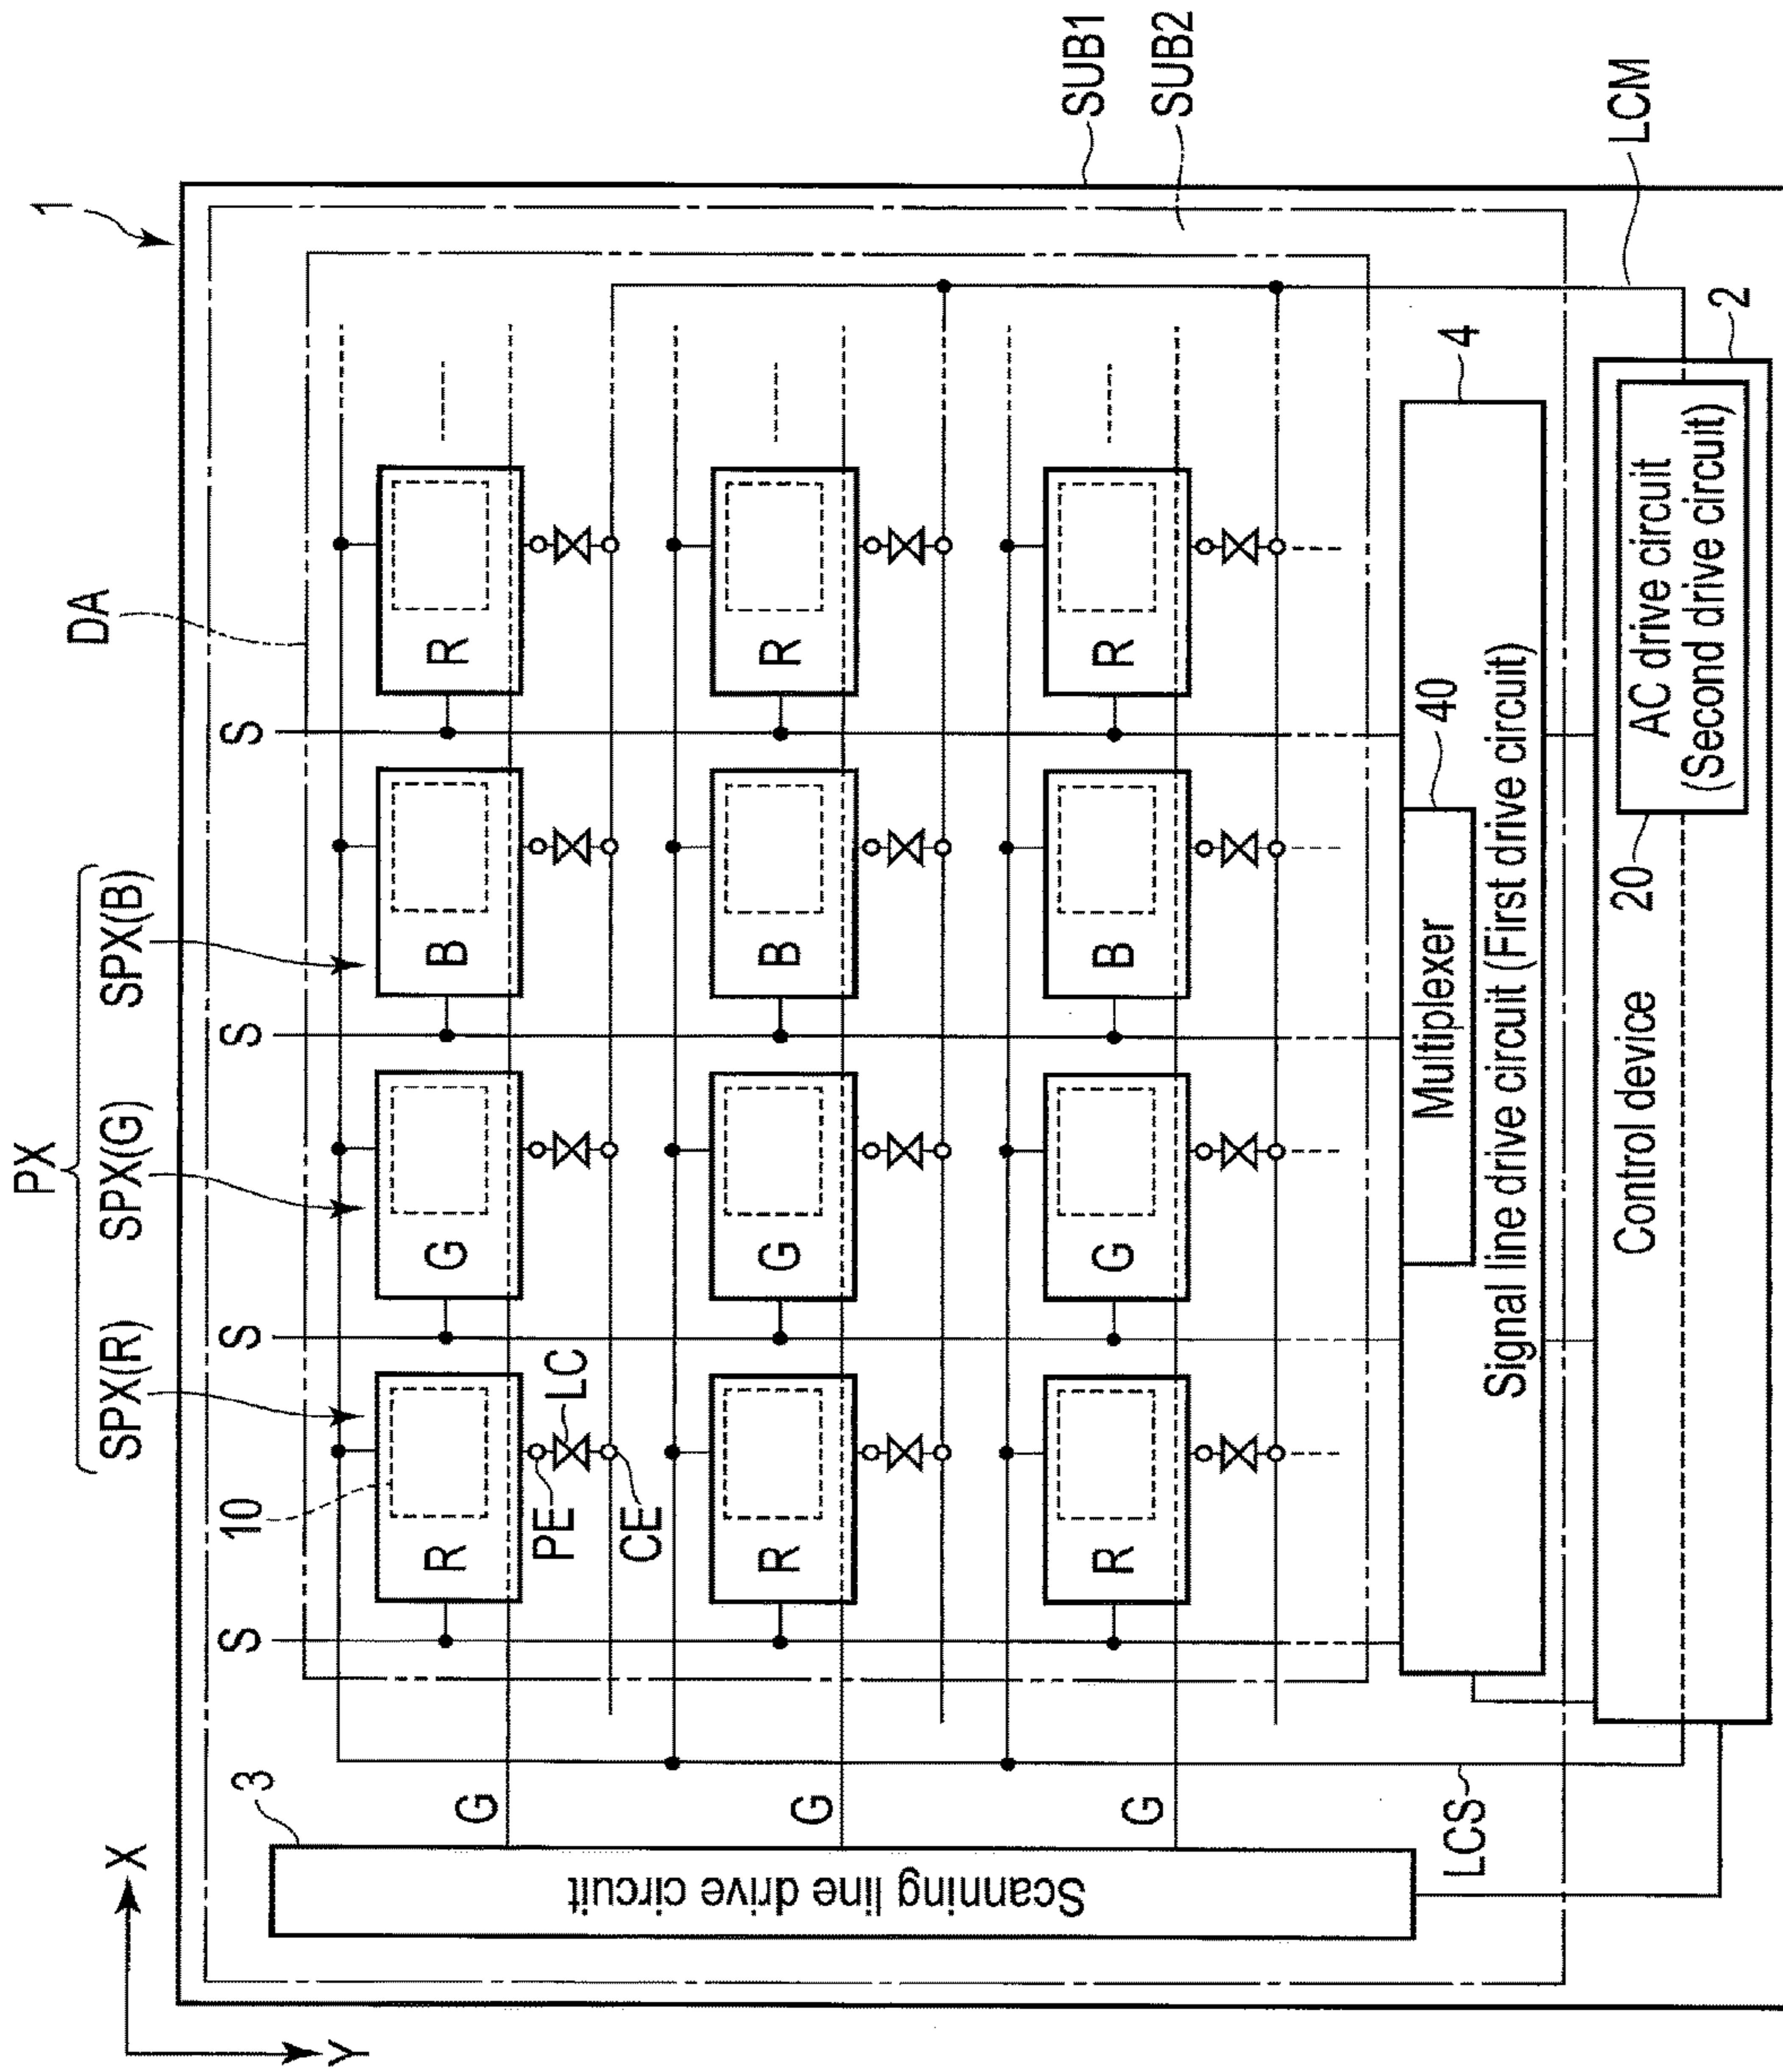 X
Y
1
PX
SPX(R) SPX(G) SPX(B)
DA
S S S S
3
10
R G B R
PE
LC
CE
G
Scanning line drive circuit
R G B R
G
R G B R
G
SUB1
SUB2
LCM
LCS
4
Multiplexer
40
Signal line drive circuit (First drive circuit)
2
Control device
20
AC drive circuit
(Second drive circuit)